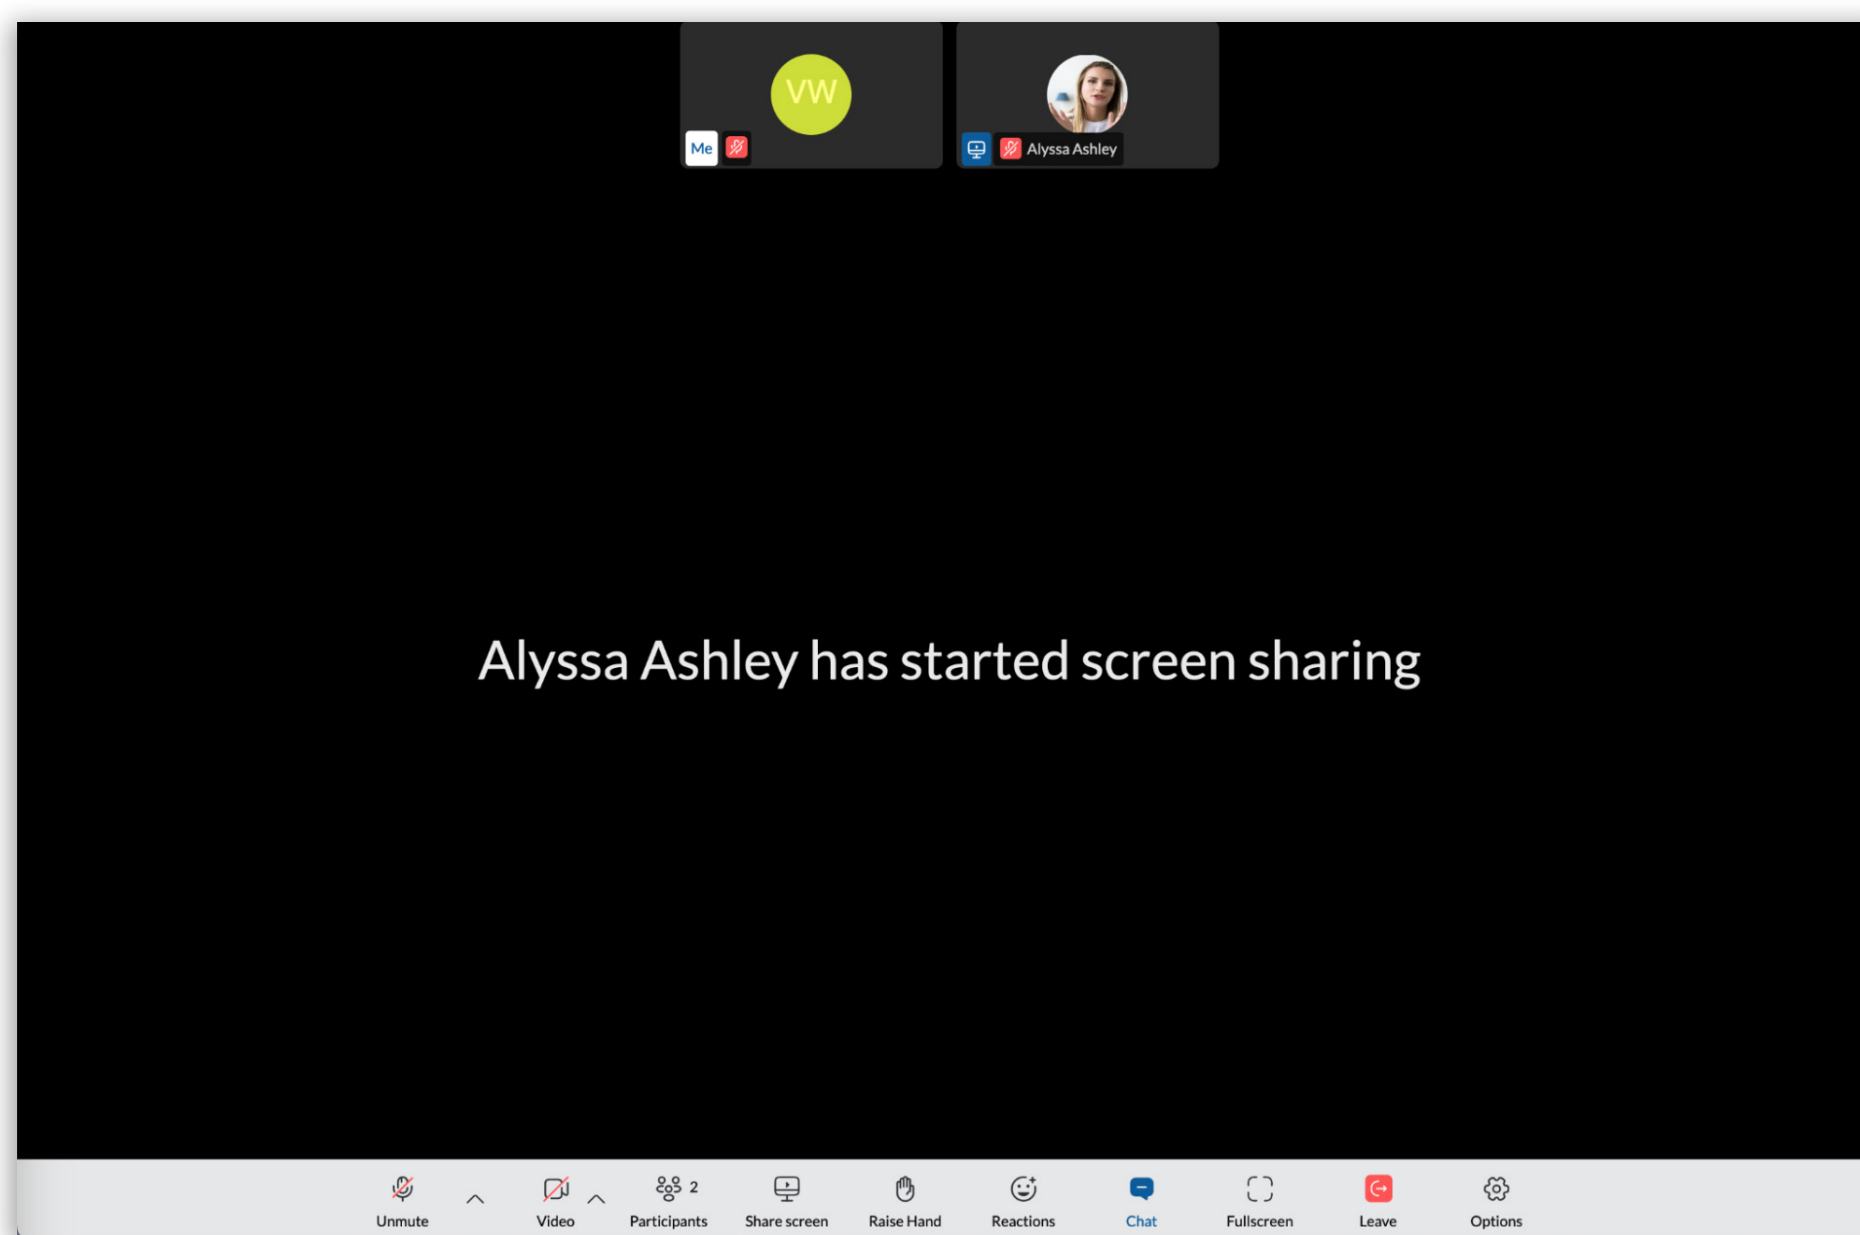 VW
Me
Alyssa Ashley
Alyssa Ashley has started screen sharing
Unmute
Video
Participants 2
Share screen
Raise Hand
Reactions
Chat
Fullscreen
Leave
Options